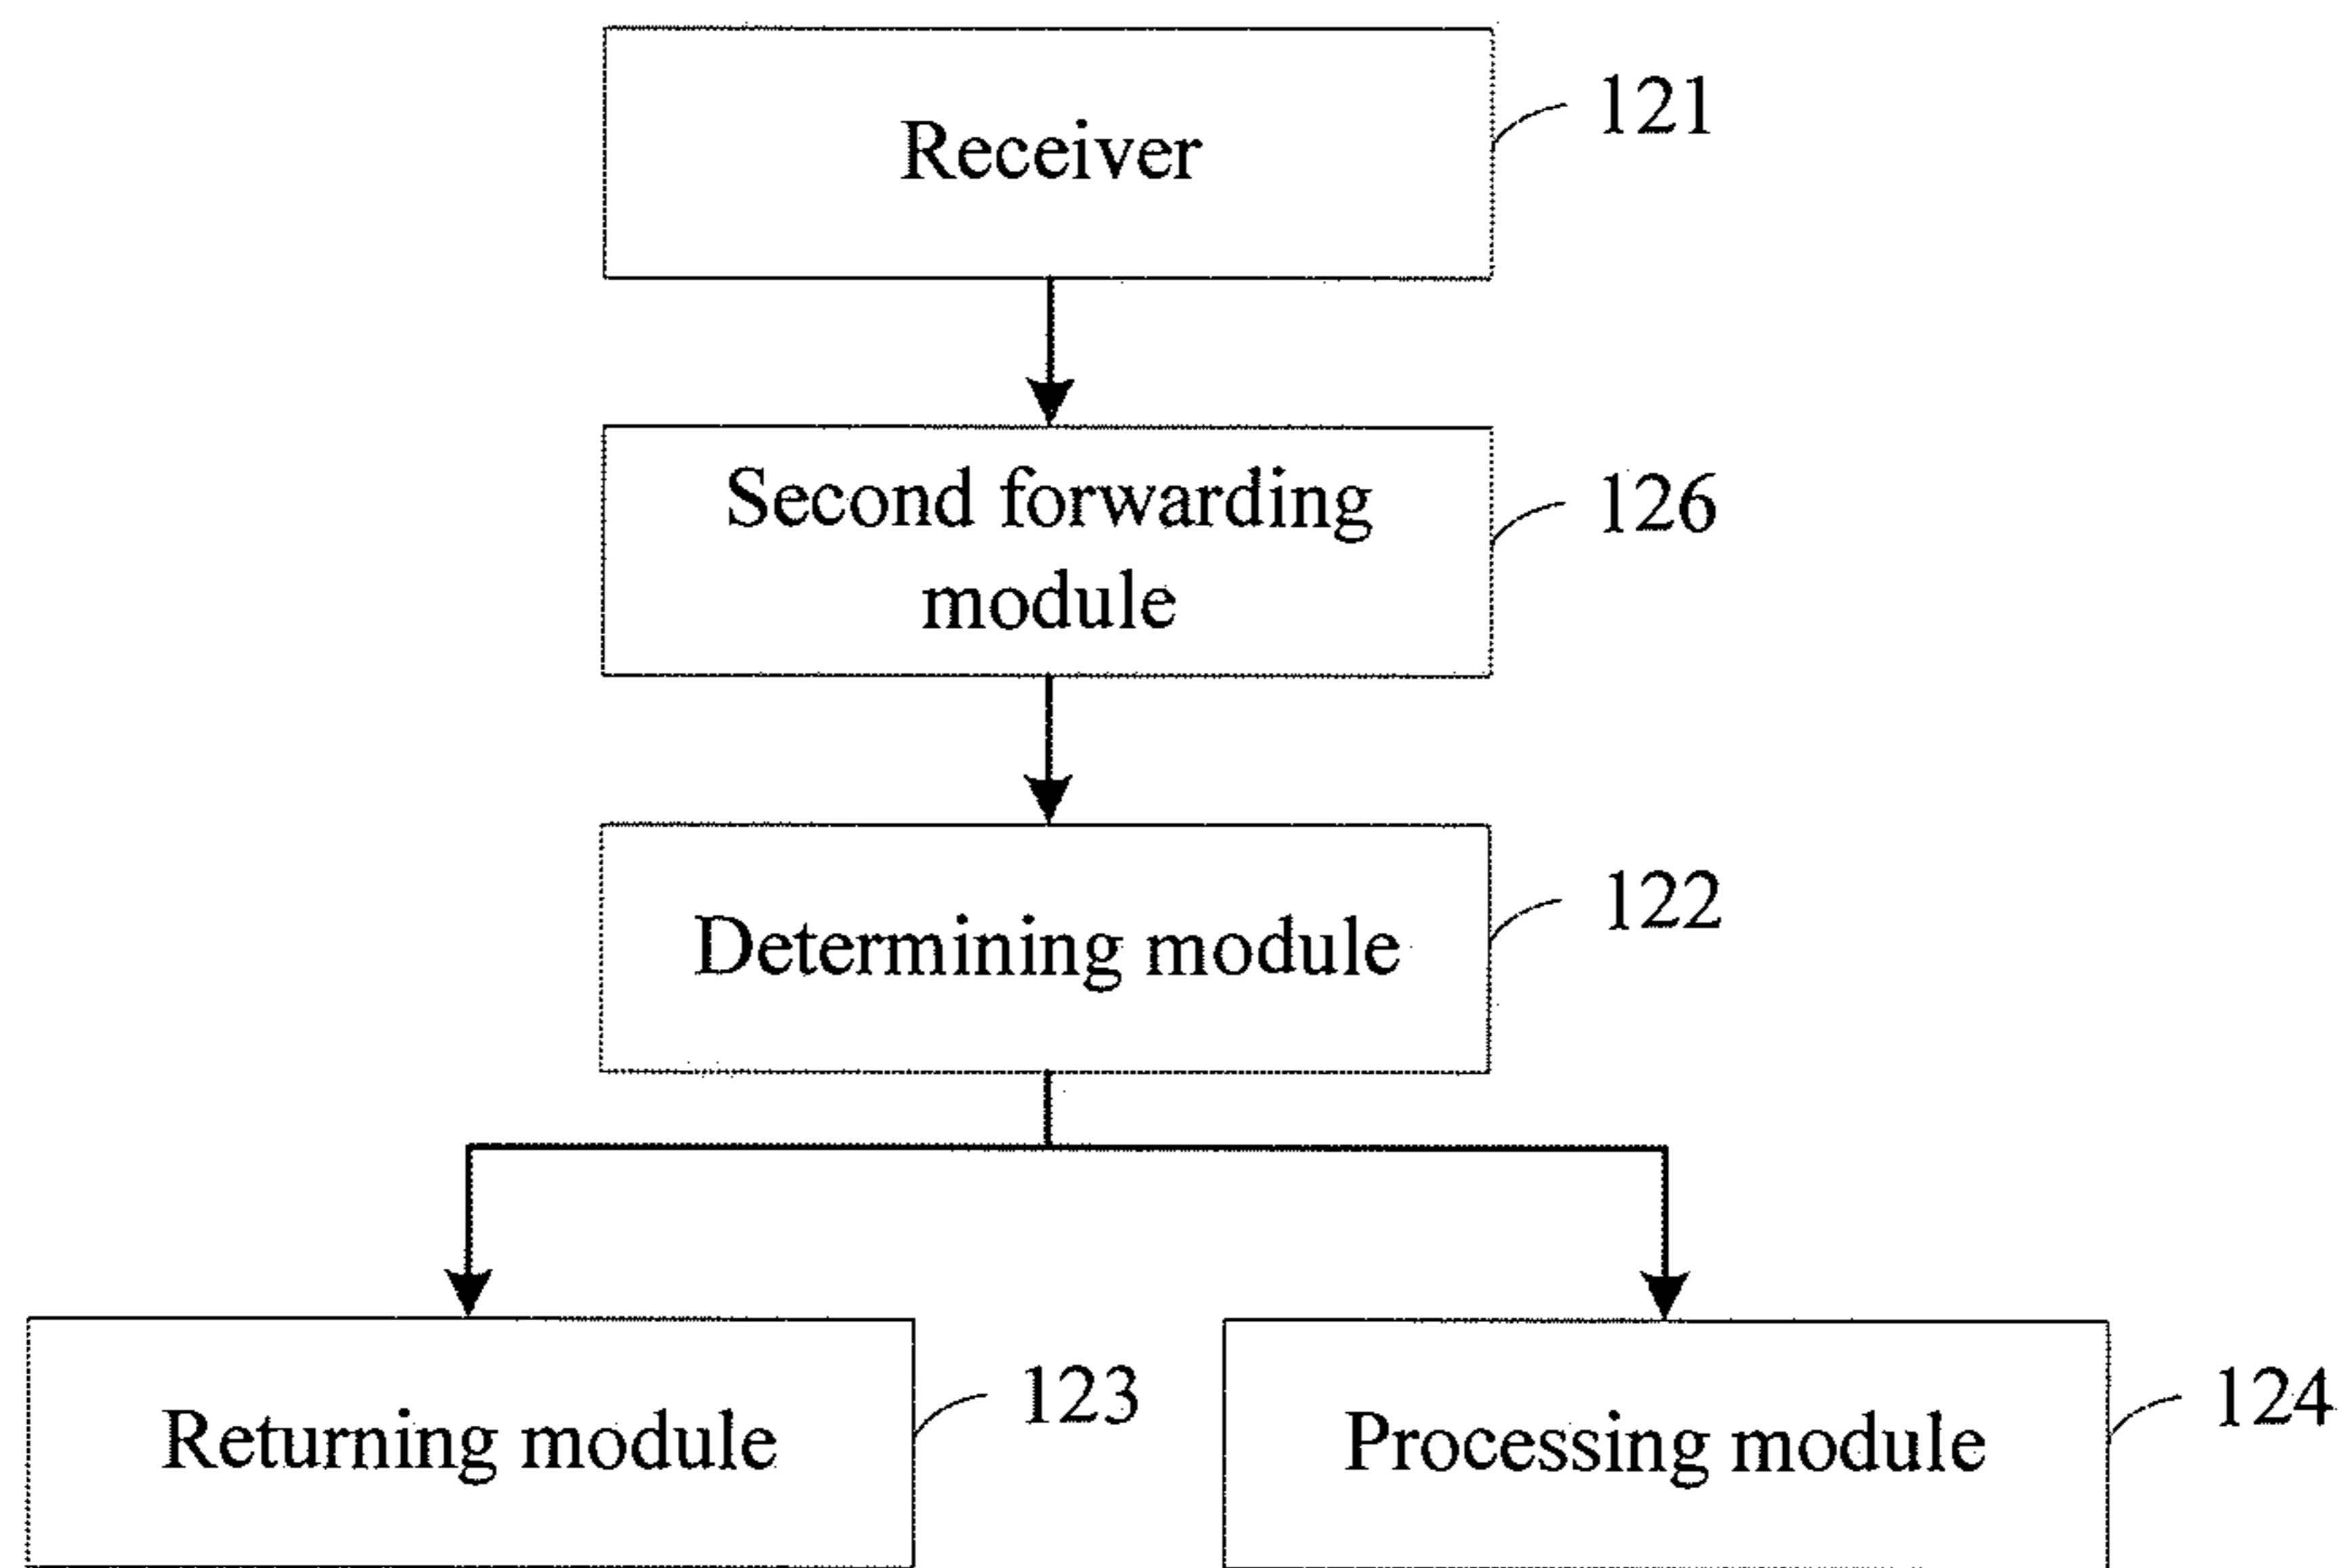 Receiver
121
Second forwarding
module
126
Determining module
122
Returning module
123
Processing module
124